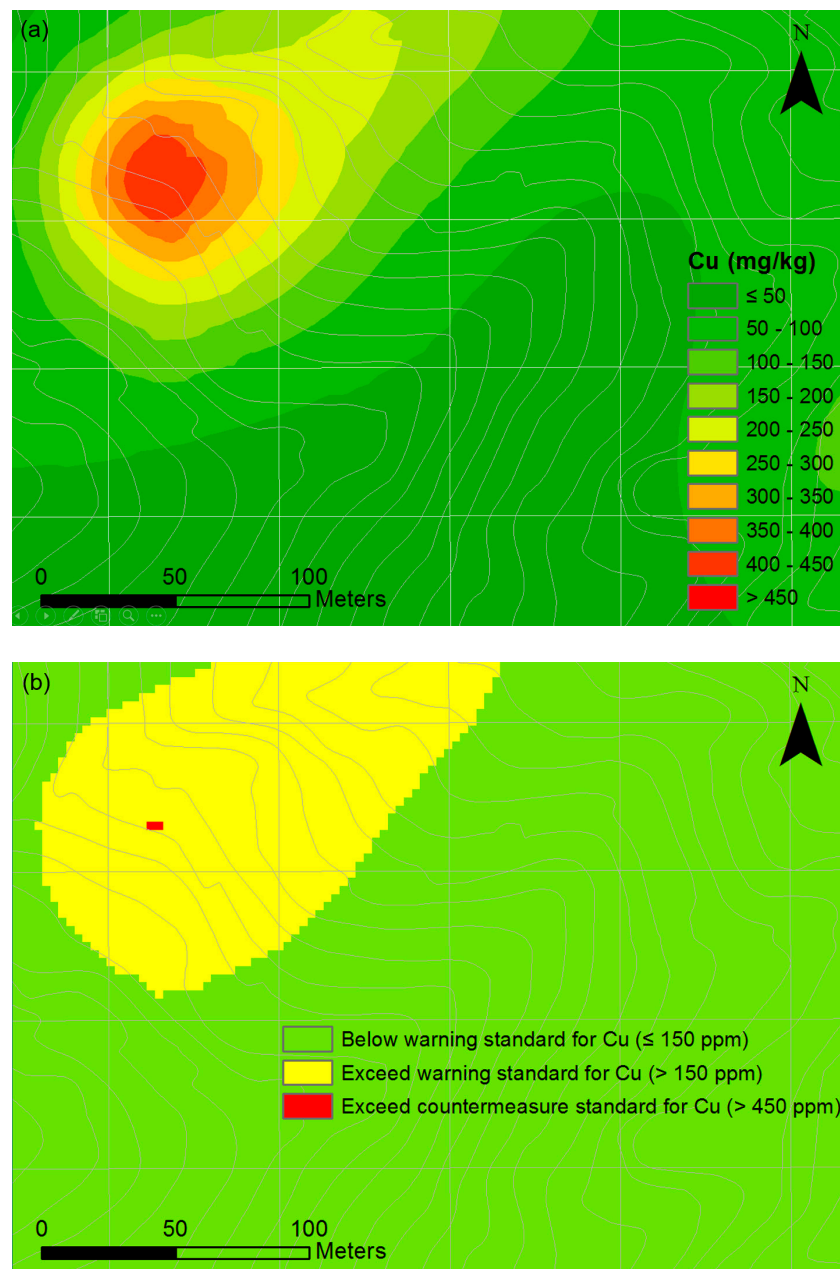 (a)
N
Cu (mg/kg)
≤ 50
50 - 100
100 - 150
150 - 200
200 - 250
250 - 300
300 - 350
350 - 400
400 - 450
> 450
0 50 100
Meters
(b)
N
Below warning standard for Cu (≤ 150 ppm)
Exceed warning standard for Cu (> 150 ppm)
Exceed countermeasure standard for Cu (> 450 ppm)
0 50 100
Meters